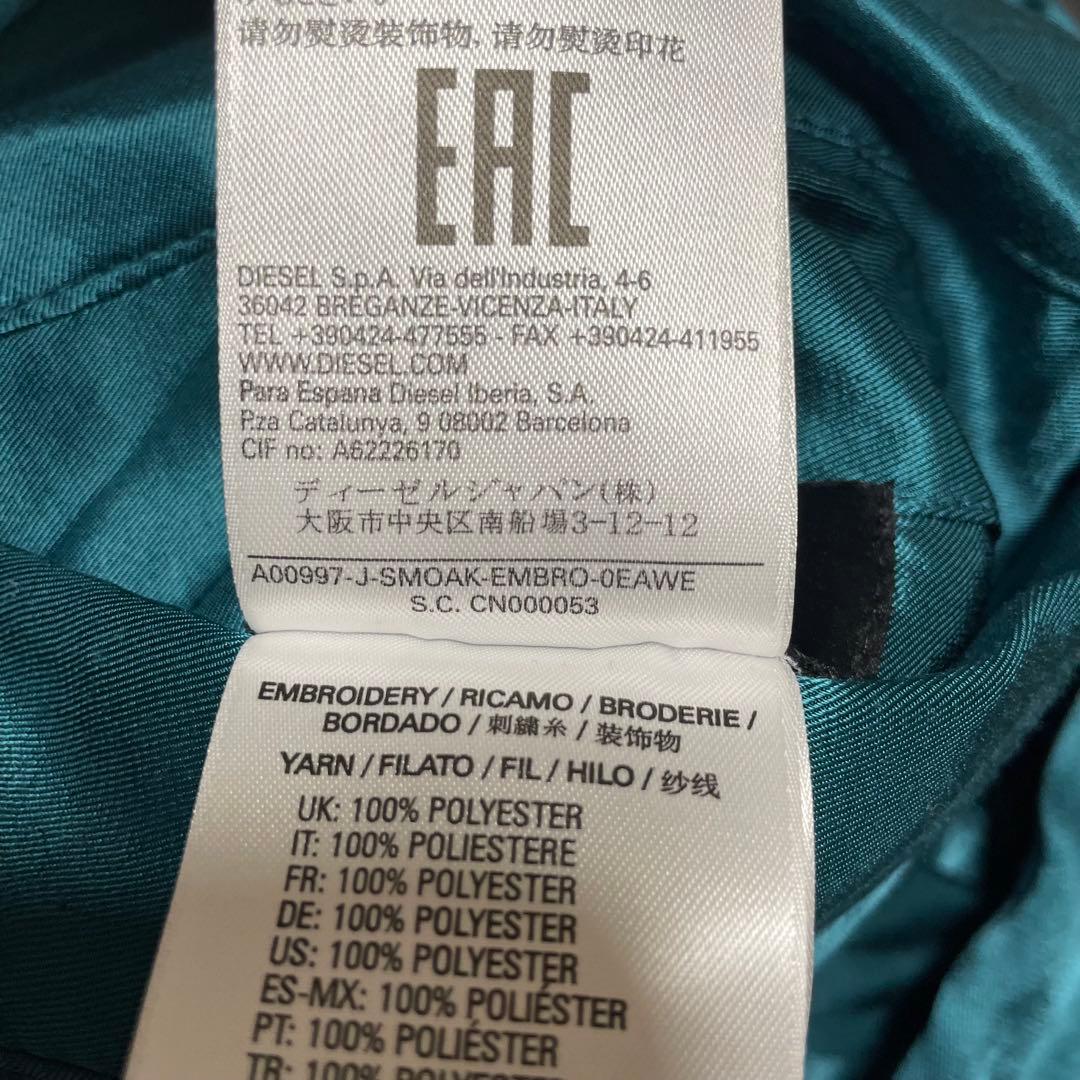 请勿熨烫装饰物, 请勿熨烫印花
EAC
DIESEL S.p.A. Via dell'Industria, 4-6
36042 BREGANZE-VICENZA-ITALY
TEL +390424-477555 - FAX +390424-411955
WWW.DIESEL.COM
Para Espana Diesel Iberia, S.A.
P.za Catalunya, 9 08002 Barcelona
CIF no: A62226170
ディーゼルジャパン(株)
大阪市中央区南船場3-12-12
A00997-J-SMOAK-EMBRO-0EAWE
S.C. CN000053
EMBROIDERY / RICAMO / BRODERIE /
BORDADO / 刺繍糸 / 装饰物
YARN / FILATO / FIL / HILO / 纱线
UK: 100% POLYESTER
IT: 100% POLIESTERE
FR: 100% POLYESTER
DE: 100% POLYESTER
US: 100% POLYESTER
ES-MX: 100% POLIÉSTER
PT: 100% POLIÉSTER
TR: 100% POLYESTER